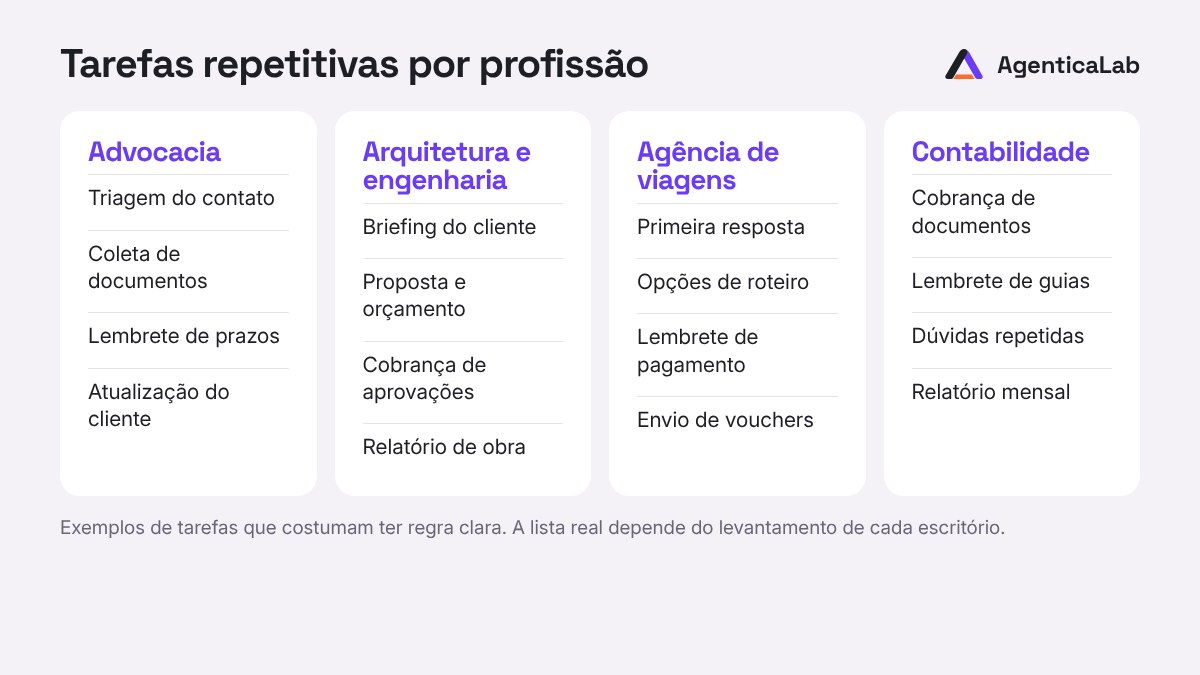 Tarefas repetitivas por profissão
AgenticaLab
Advocacia
Triagem do contato
Coleta de
documentos
Lembrete de prazos
Atualização do
cliente
Arquitetura e
engenharia
Briefing do cliente
Proposta e
orçamento
Cobrança de
aprovações
Relatório de obra
Agência de
viagens
Primeira resposta
Opções de roteiro
Lembrete de
pagamento
Envio de vouchers
Contabilidade
Cobrança de
documentos
Lembrete de guias
Dúvidas repetidas
Relatório mensal
Exemplos de tarefas que costumam ter regra clara. A lista real depende do levantamento de cada escritório.